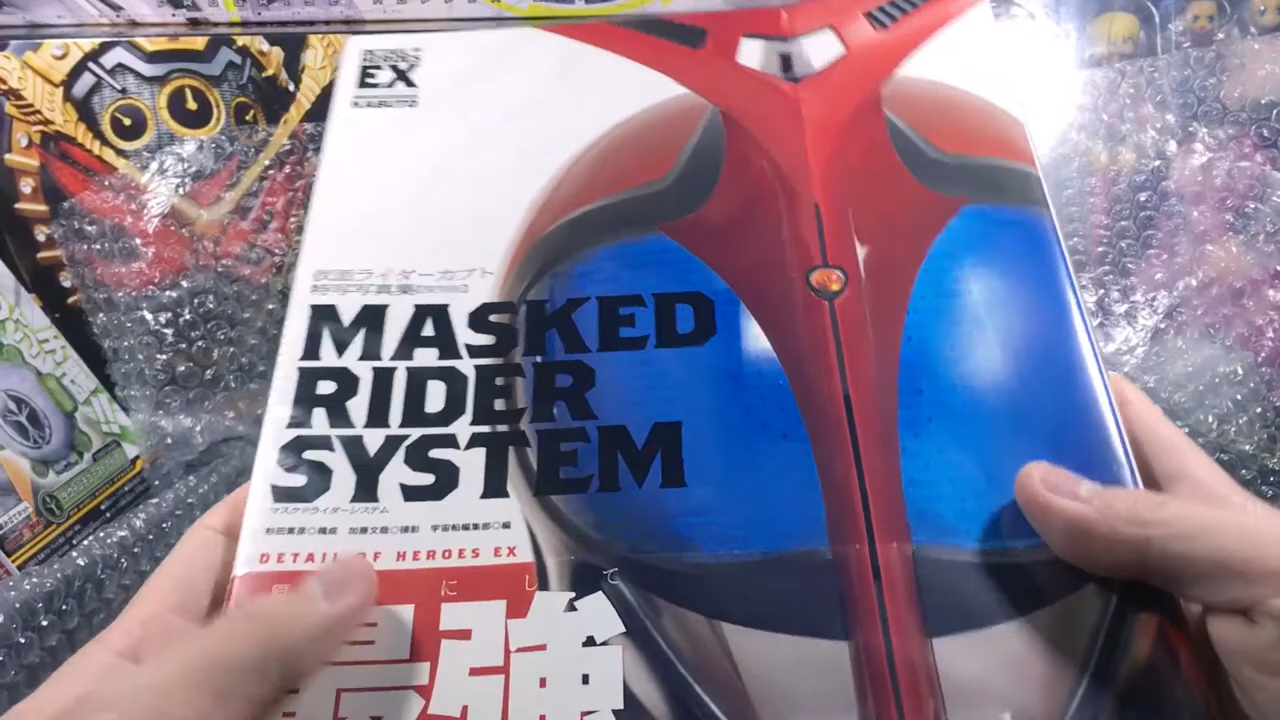 EX
KABUTO
仮面ライダーカブト
特写写真集
MASKED
RIDER
SYSTEM
マスクドライダーシステム
杉田篤彦◎構成 加藤文哉◎撮影 宇宙船編集部◎編
DETAIL OF HEROES EX
にして
最強